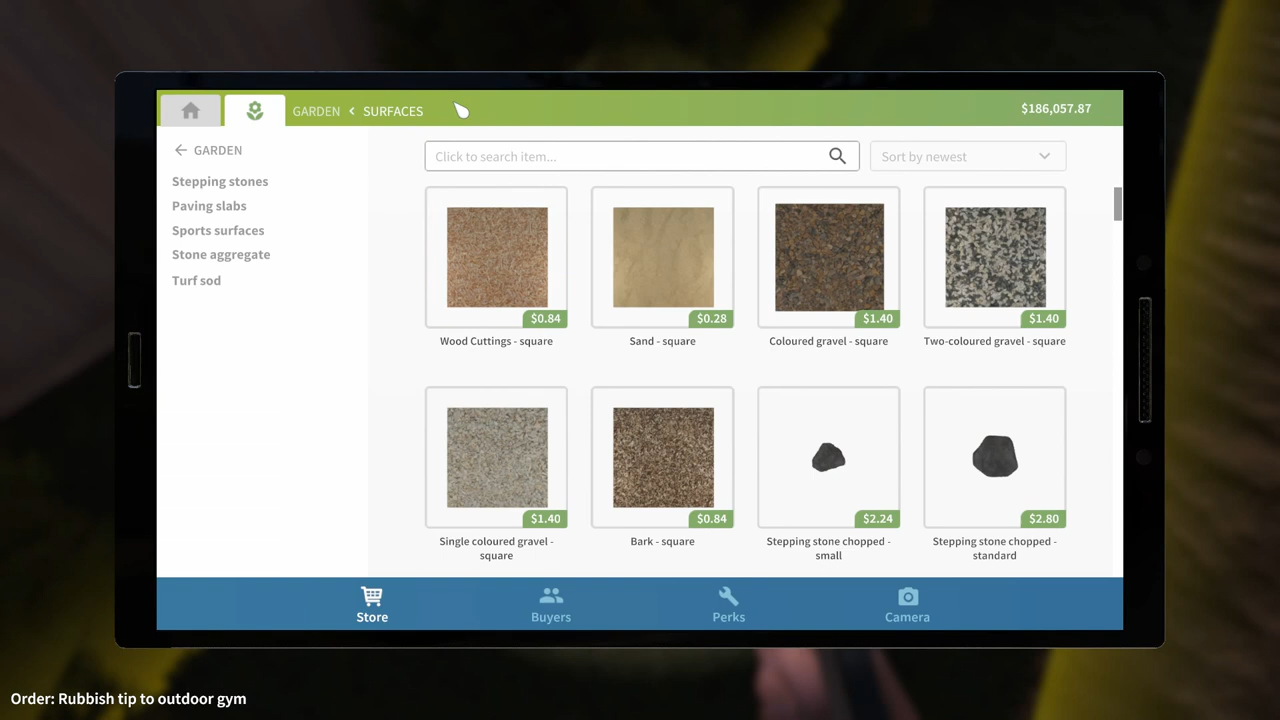 GARDEN < SURFACES
$186,057.87
GARDEN
Stepping stones
Paving slabs
Sports surfaces
Stone aggregate
Turf sod
Click to search item...
Sort by newest
$0.84
$0.28
$1.40
$1.40
Wood Cuttings - square
Sand - square
Coloured gravel - square
Two-coloured gravel - square
$1.40
$0.84
$2.24
$2.80
Single coloured gravel -
square
Bark - square
Stepping stone chopped -
small
Stepping stone chopped -
standard
Store
Buyers
Perks
Camera
Order: Rubbish tip to outdoor gym